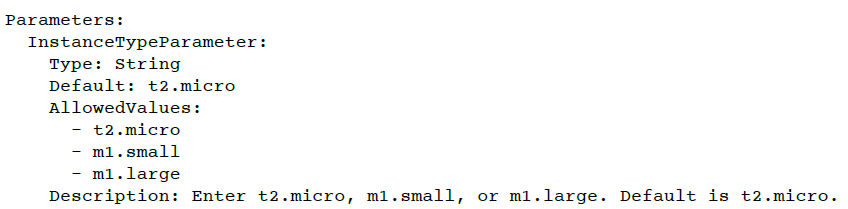 Parameters:
  InstanceTypeParameter:
    Type: String
    Default: t2.micro
    AllowedValues:
      - t2.micro
      - m1.small
      - m1.large
    Description: Enter t2.micro, m1.small, or m1.large. Default is t2.micro.